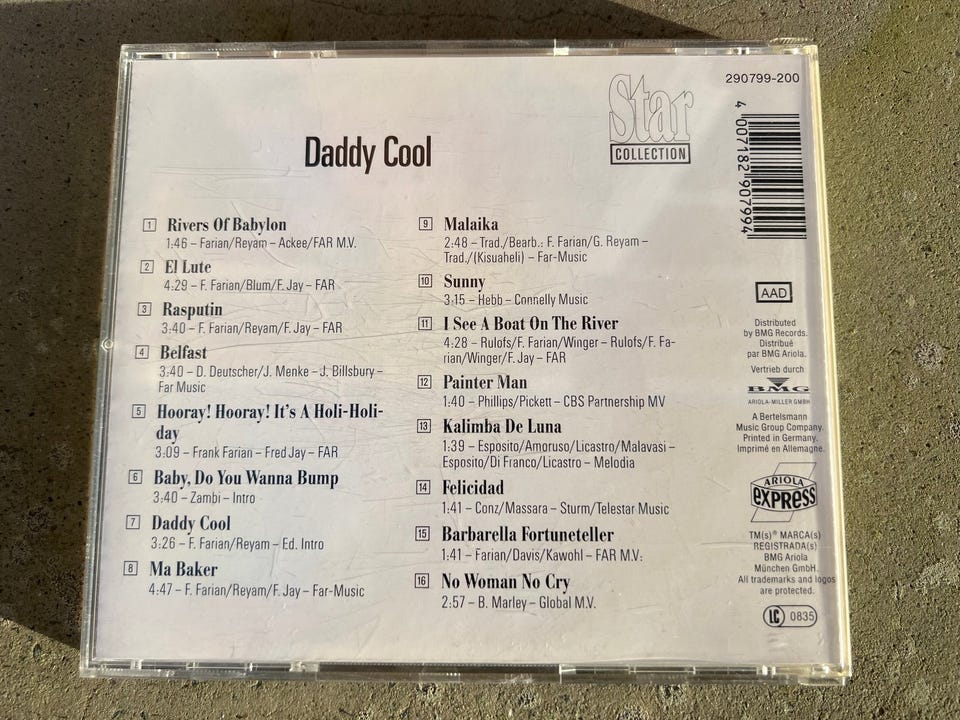 Daddy Cool
Star
COLLECTION
290799-200
4 007182 907994
1 Rivers Of Babylon
1:46 – Farian/Reyam – Ackee/FAR M.V.
2 El Lute
4:29 – F. Farian/Blum/F. Jay – FAR
3 Rasputin
3:40 – F. Farian/Reyam/F. Jay – FAR
4 Belfast
3:40 – D. Deutscher/J. Menke – J. Billsbury –
Far Music
5 Hooray! Hooray! It's A Holi-Holi-
day
3:09 – Frank Farian – Fred Jay – FAR
6 Baby, Do You Wanna Bump
3:40 – Zambi – Intro
7 Daddy Cool
3:26 – F. Farian/Reyam – Ed. Intro
8 Ma Baker
4:47 – F. Farian/Reyam/F. Jay – Far-Music
9 Malaika
2:48 – Trad./Bearb.: F. Farian/G. Reyam –
Trad./(Kisuaheli) – Far-Music
10 Sunny
3:15 – Hebb – Connelly Music
11 I See A Boat On The River
4:28 – Rulofs/F. Farian/Winger – Rulofs/F. Fa-
rian/Winger/F. Jay – FAR
12 Painter Man
1:40 – Phillips/Pickett – CBS Partnership MV
13 Kalimba De Luna
1:39 – Esposito/Amoruso/Licastro/Malavasi –
Esposito/Di Franco/Licastro – Melodia
14 Felicidad
1:41 – Conz/Massara – Sturm/Telestar Music
15 Barbarella Fortuneteller
1:41 – Farian/Davis/Kawohl – FAR M.V.
16 No Woman No Cry
2:57 – B. Marley – Global M.V.
AAD
Distributed
by BMG Records.
Distribué
par BMG Ariola.
Vertrieb durch
BMG
ARIOLA-MILLER GMBH
A Bertelsmann
Music Group Company.
Printed in Germany.
Imprimé en Allemagne.
ARIOLA
express
TM(s)® MARCA(s)
REGISTRADA(s)
BMG Ariola
München GmbH.
All trademarks and logos
are protected.
LC 0835